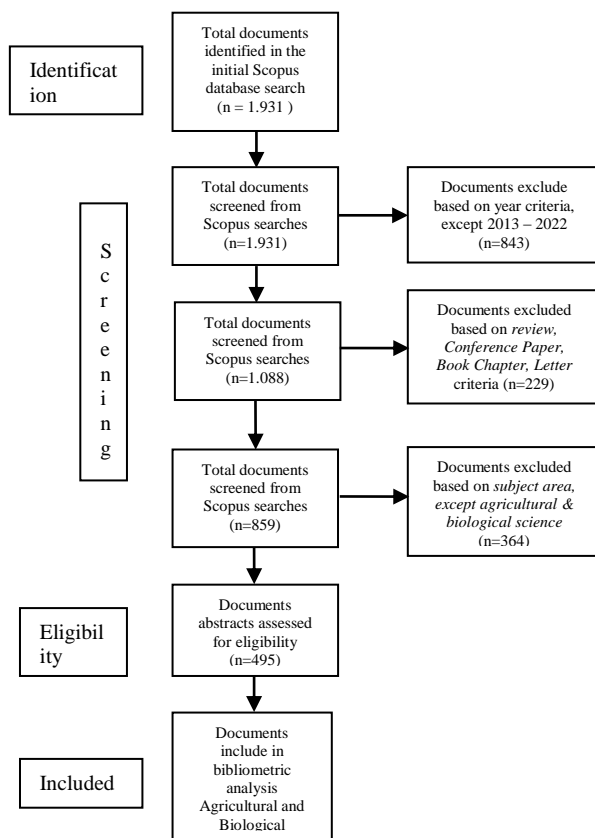 Identificat
ion
Total documents
identified in the
initial Scopus
database search
(n = 1.931 )
Total documents
screened from
Scopus searches
(n=1.931)
Documents exclude
based on year criteria,
except 2013 – 2022
(n=843)
S
c
r
e
e
n
i
n
g
Total documents
screened from
Scopus searches
(n=1.088)
Documents excluded
based on review,
Conference Paper,
Book Chapter, Letter
criteria (n=229)
Total documents
screened from
Scopus searches
(n=859)
Documents excluded
based on subject area,
except agricultural &
biological science
(n=364)
Eligibil
ity
Documents
abstracts assessed
for eligibility
(n=495)
Included
Documents
include in
bibliometric
analysis
Agricultural and
Biological